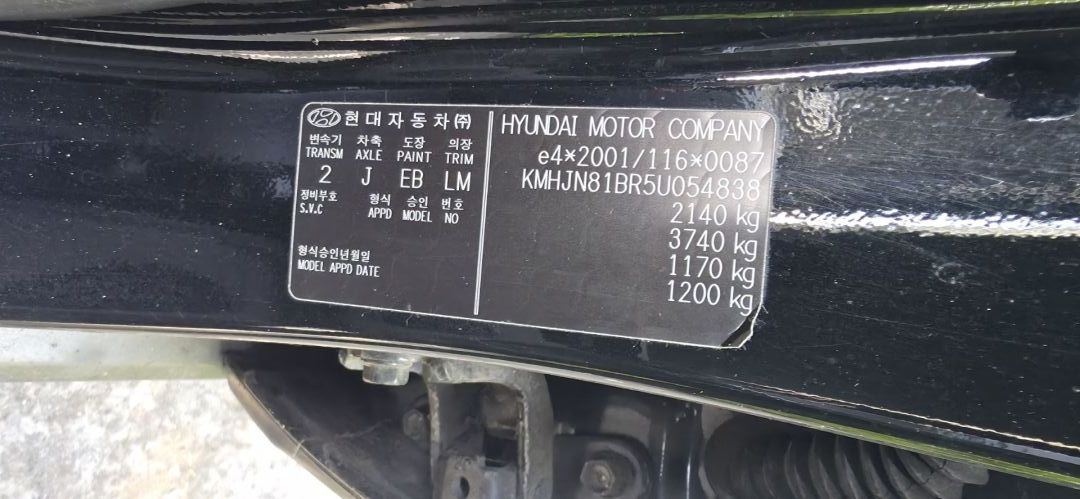 현대자동차㈜
변속기 차축 도장 의장
TRANSM AXLE PAINT TRIM
2 J EB LM
정비부호 형식 승인 번호
S.V.C APPD MODEL NO
형식승인년월일
MODEL APPD DATE
HYUNDAI MOTOR COMPANY
e4*2001/116*0087
KMHJN81BR5U054838
2140 kg
3740 kg
1170 kg
1200 kg